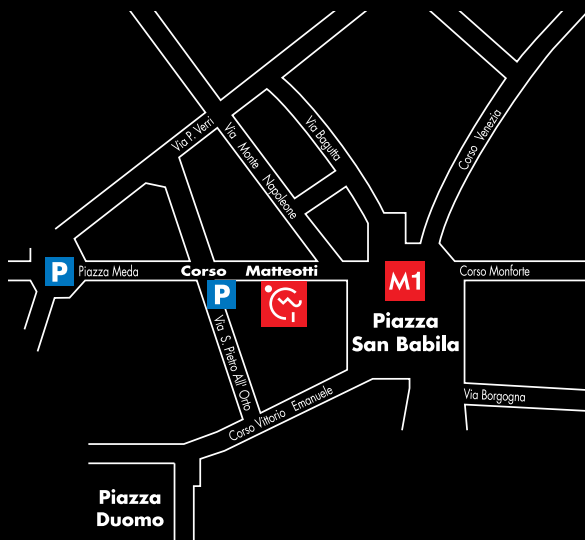 Via P. Verri
Via Monte Napoleone
Via Bagutta
Corso Venezia
P
Piazza Meda
Corso Matteotti
P
M1
Corso Monforte
Piazza
San Babila
Via S. Pietro All' Orto
Corso Vittorio Emanuele
Via Borgogna
Piazza
Duomo